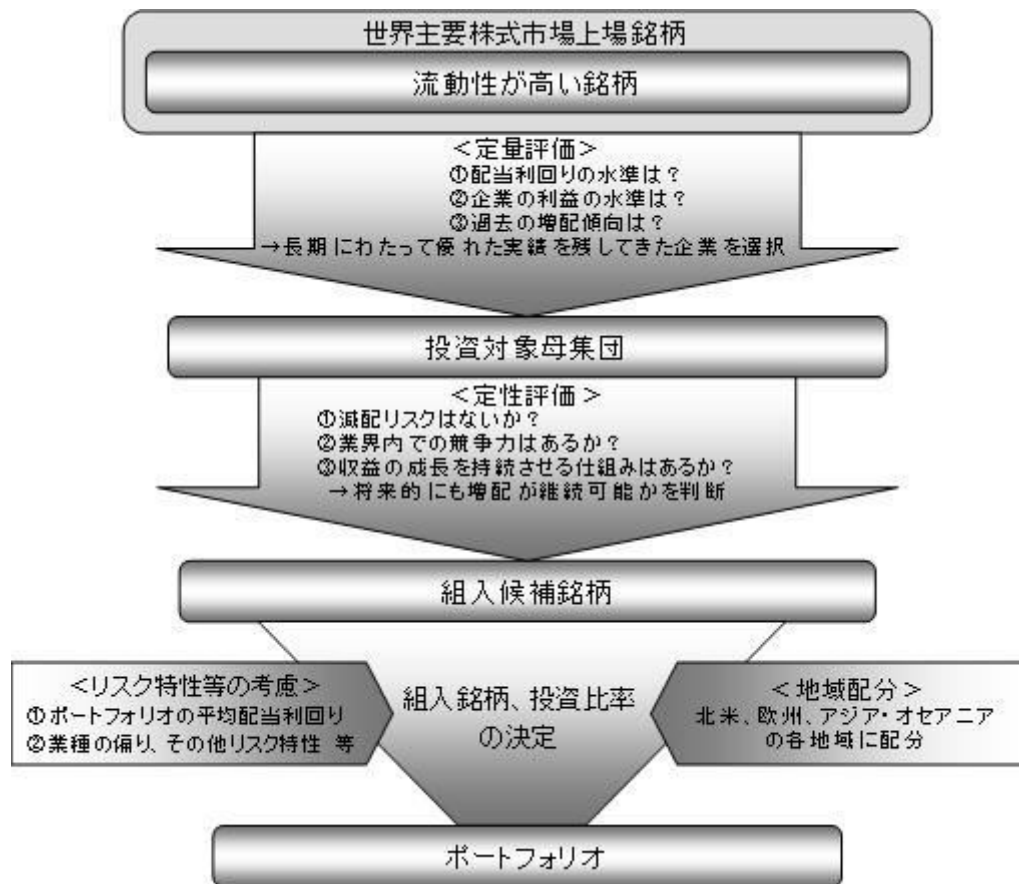 世界主要株式市場上場銘柄
流動性が高い銘柄
＜定量評価＞
①配当利回りの水準は？
②企業の利益の水準は？
③過去の増配傾向は？
→長期にわたって優れた実績を残してきた企業を選択
投資対象母集団
＜定性評価＞
①減配リスクはないか？
②業界内での競争力はあるか？
③収益の成長を持続させる仕組みはあるか？
→将来的にも増配が継続可能かを判断
組入候補銘柄
＜リスク特性等の考慮＞
①ポートフォリオの平均配当利回り
②業種の偏り、その他リスク特性 等
組入銘柄、投資比率
の決定
＜地域配分＞
北米、欧州、アジア・オセアニア
の各地域に配分
ポートフォリオ